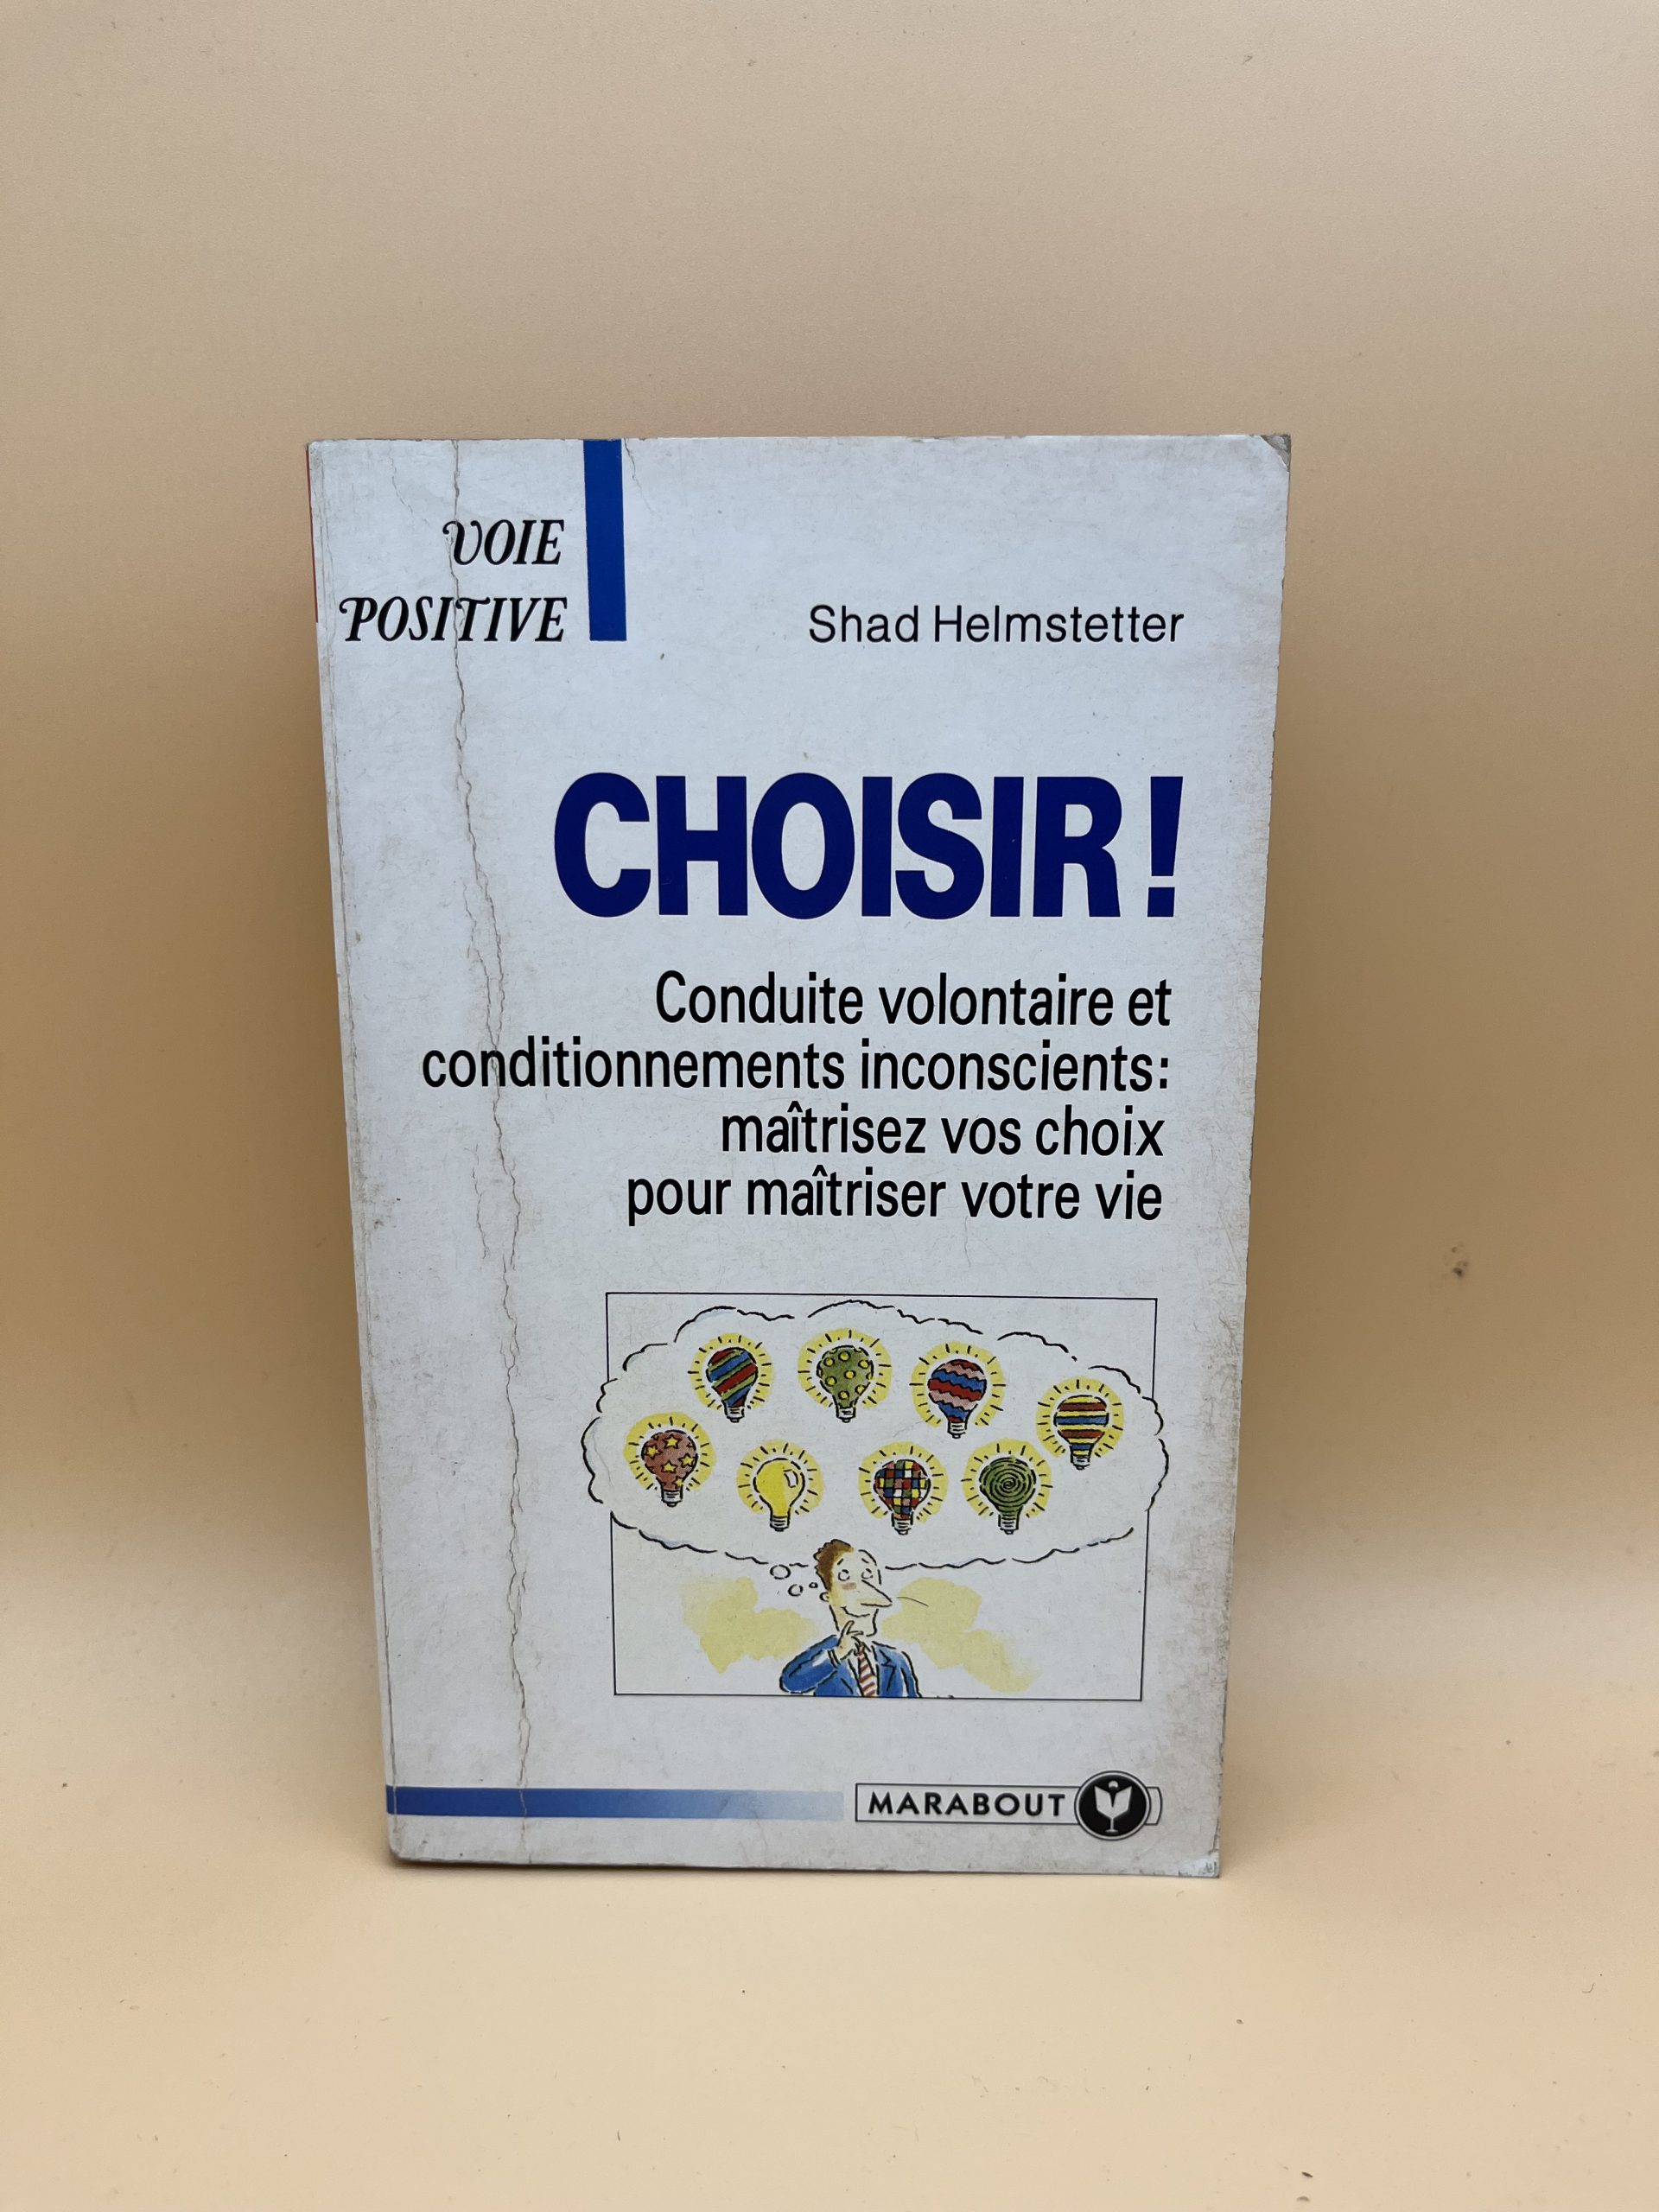 VOIE
POSITIVE
Shad Helmstetter
CHOISIR !
Conduite volontaire et
conditionnements inconscients:
maîtrisez vos choix
pour maîtriser votre vie
MARABOUT